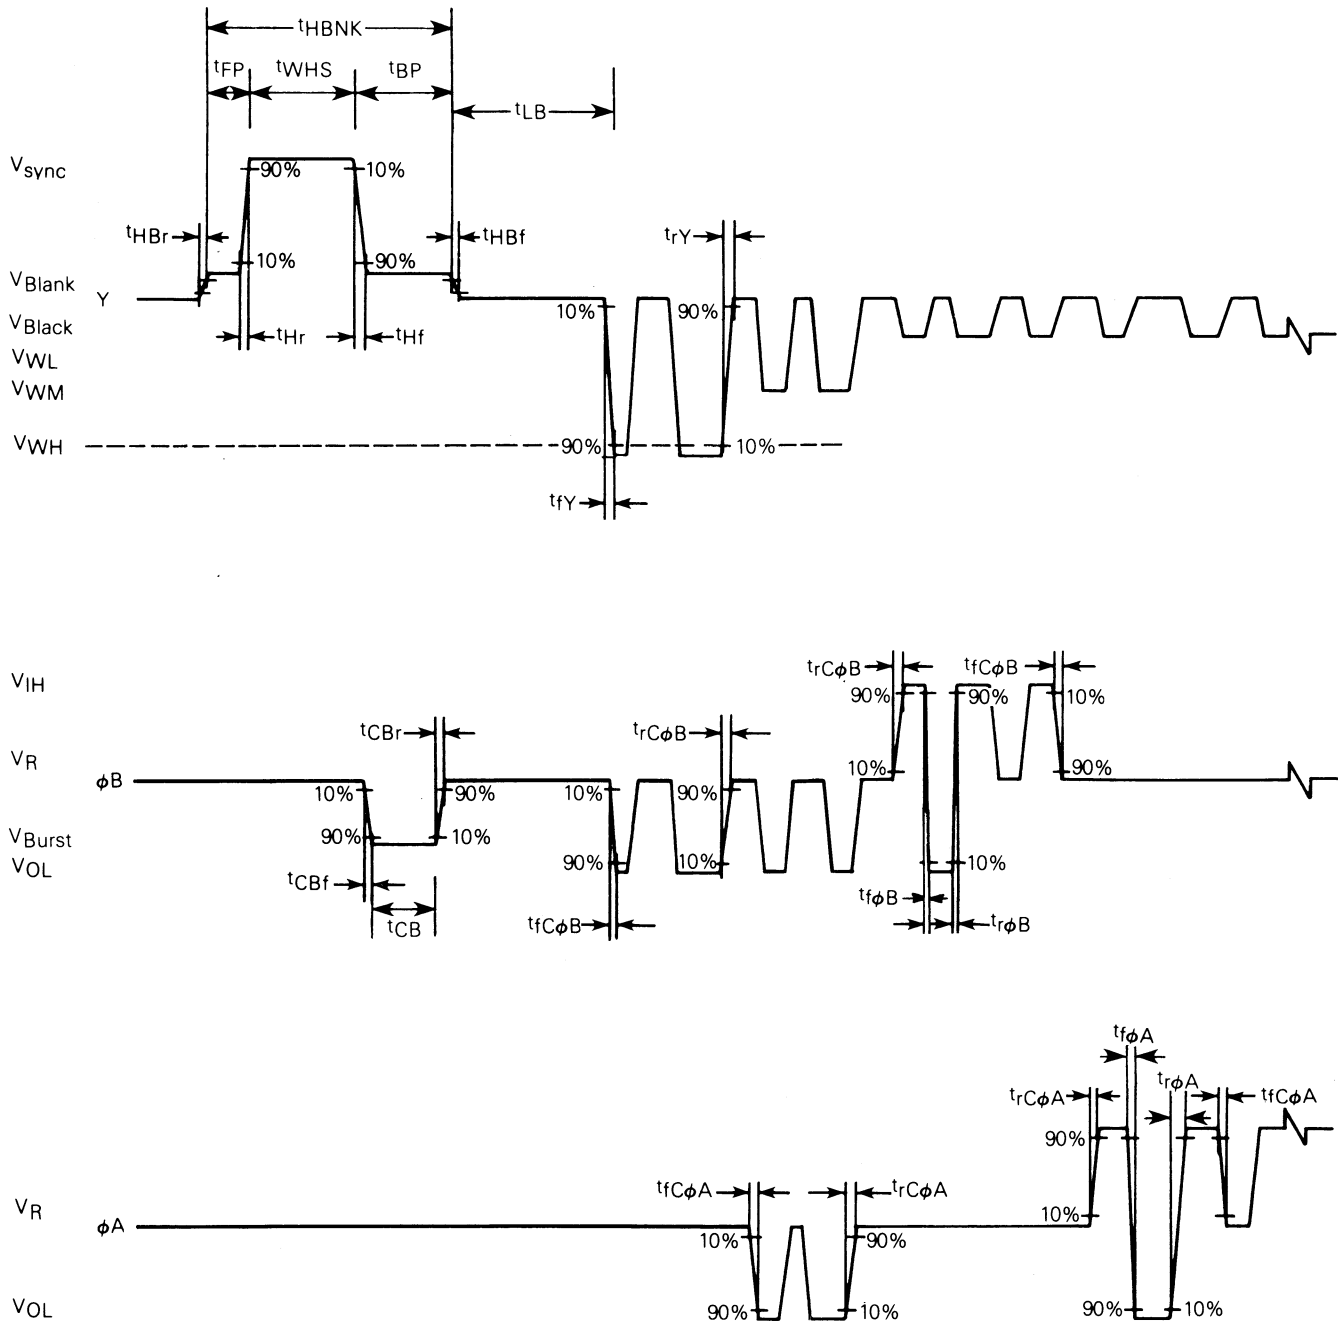 tHBNK
tFP tWHS tBP
tLB
Vsync
90% 10%
tHBr tHBf trY
10% 90%
VBlank
Y
10% 90%
VBlack
tHr tHf
VWL
VWM
VWH
90% 10%
tfY
trCφB tfCφB
VIH
90% 90% 10%
tCBr trCφB
VR
10% 90%
φB
10% 90% 10% 90%
VBurst
90% 10%
VOL
90% 10% 10%
tCBf
tfφB
tCB tfCφB trφB
tfφA
trφA
trCφA tfCφA
90%
tfCφA trCφA
VR
10%
φA
10% 90%
VOL
90% 10% 90% 10%